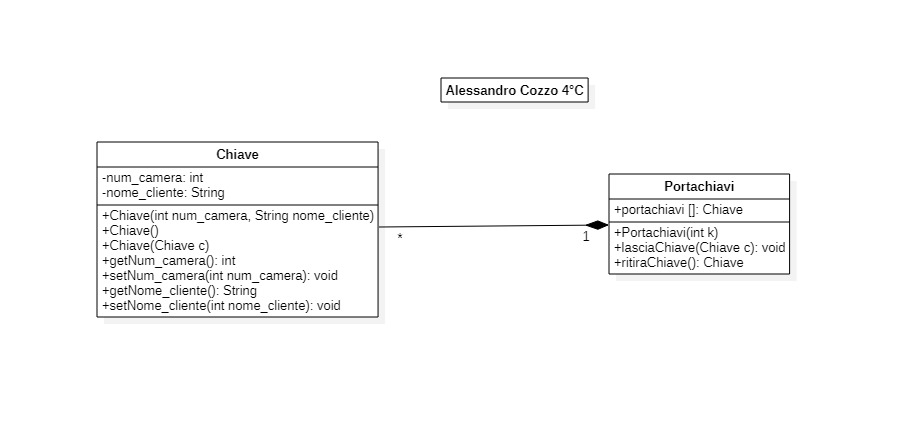 Alessandro Cozzo 4°C
Chiave
-num_camera: int
-nome_cliente: String
+Chiave(int num_camera, String nome_cliente)
+Chiave()
+Chiave(Chiave c)
+getNum_camera(): int
+setNum_camera(int num_camera): void
+getNome_cliente(): String
+setNome_cliente(int nome_cliente): void
*
1
Portachiavi
+portachiavi []: Chiave
+Portachiavi(int k)
+lasciaChiave(Chiave c): void
+ritiraChiave(): Chiave